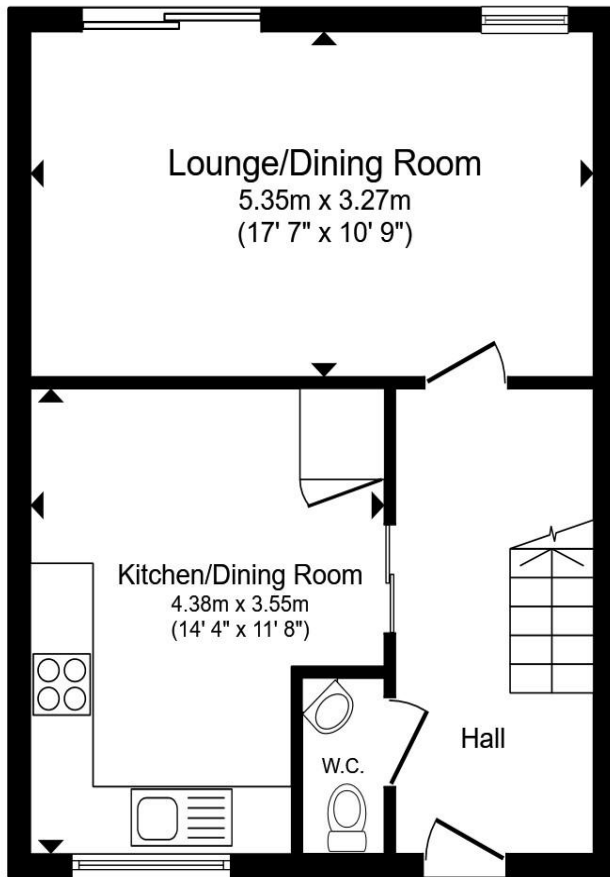 Lounge/Dining Room
5.35m x 3.27m
(17' 7" x 10' 9")
Kitchen/Dining Room
4.38m x 3.55m
(14' 4" x 11' 8")
W.C.
Hall